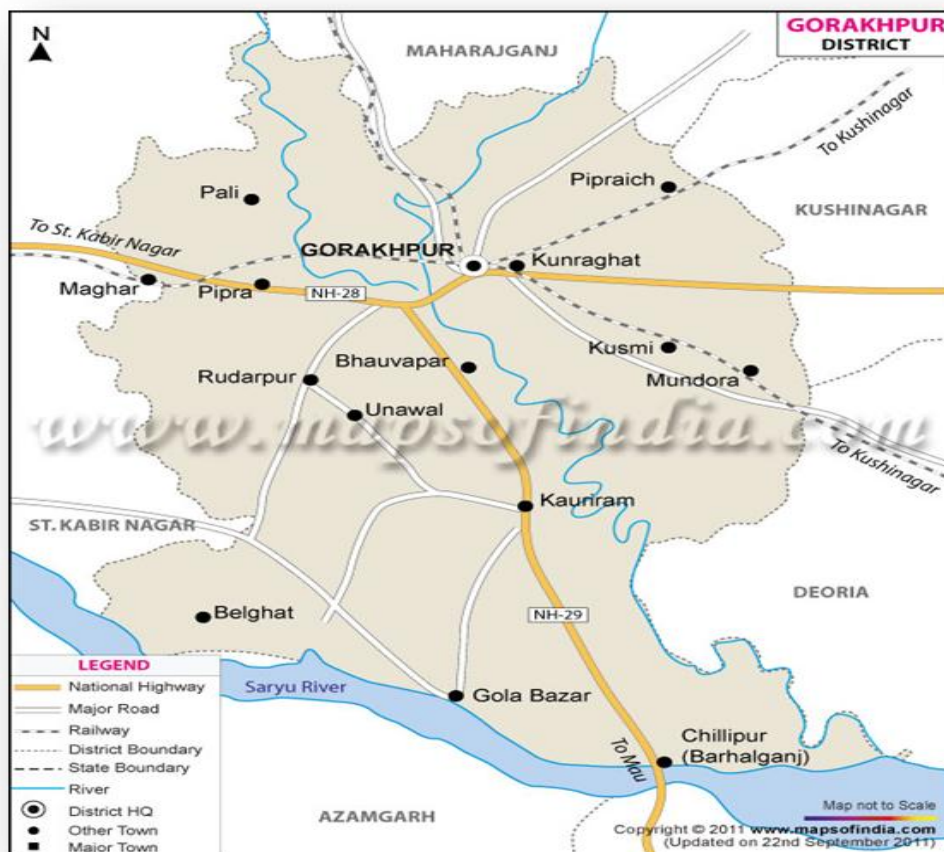 GORAKHPUR
DISTRICT
N
MAHARAJGANJ
To Kushinagar
Pipraich
Pali
KUSHINAGAR
To St. Kabir Nagar
GORAKHPUR
Kunraghat
Maghar
Pipra
NH-28
Kusmi
Bhauvapar
Mundora
Rudarpur
Unawal
www.mapsofindia.com
To Kushinagar
Kauriram
ST. KABIR NAGAR
DEORIA
Belghat
NH-29
Saryu River
Gola Bazar
To Mau
Chillipur
(Barhalganj)
AZAMGARH
LEGEND
National Highway
Major Road
Railway
District Boundary
State Boundary
River
District HQ
Other Town
Major Town
Map not to Scale
Copyright © 2011 www.mapsofindia.com
(Updated on 22nd September 2011)